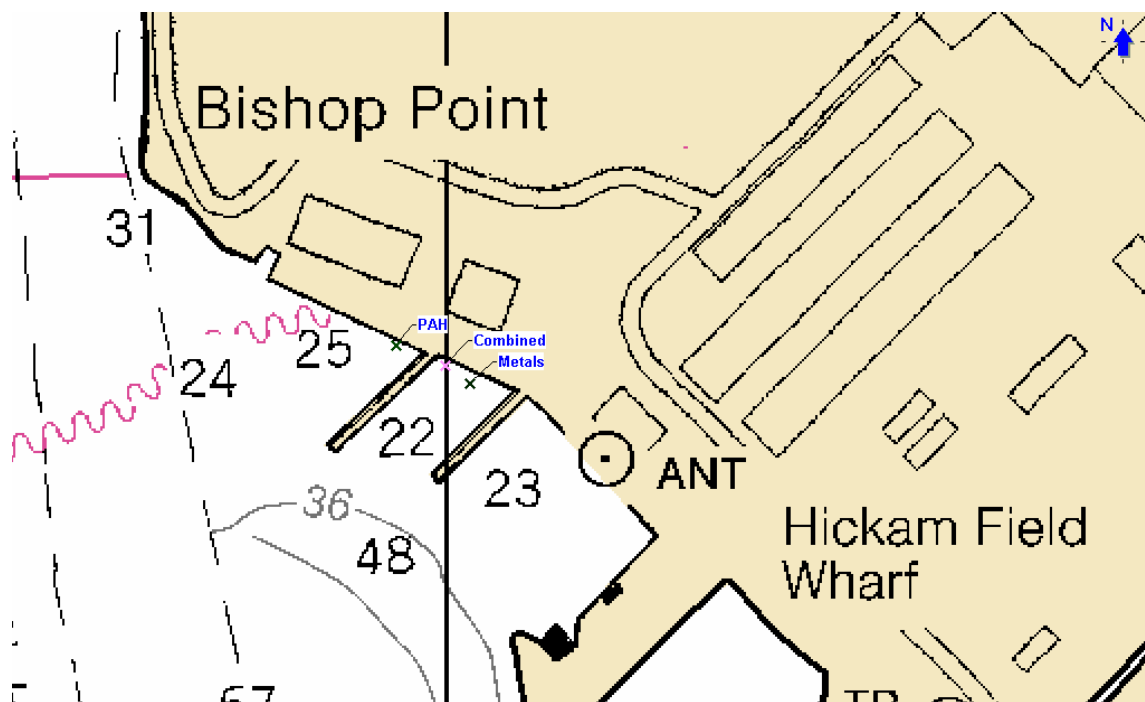 N
Bishop Point
31
PAH
Combined
25
Metals
24
22
ANT
23
36
Hickam Field
48
Wharf